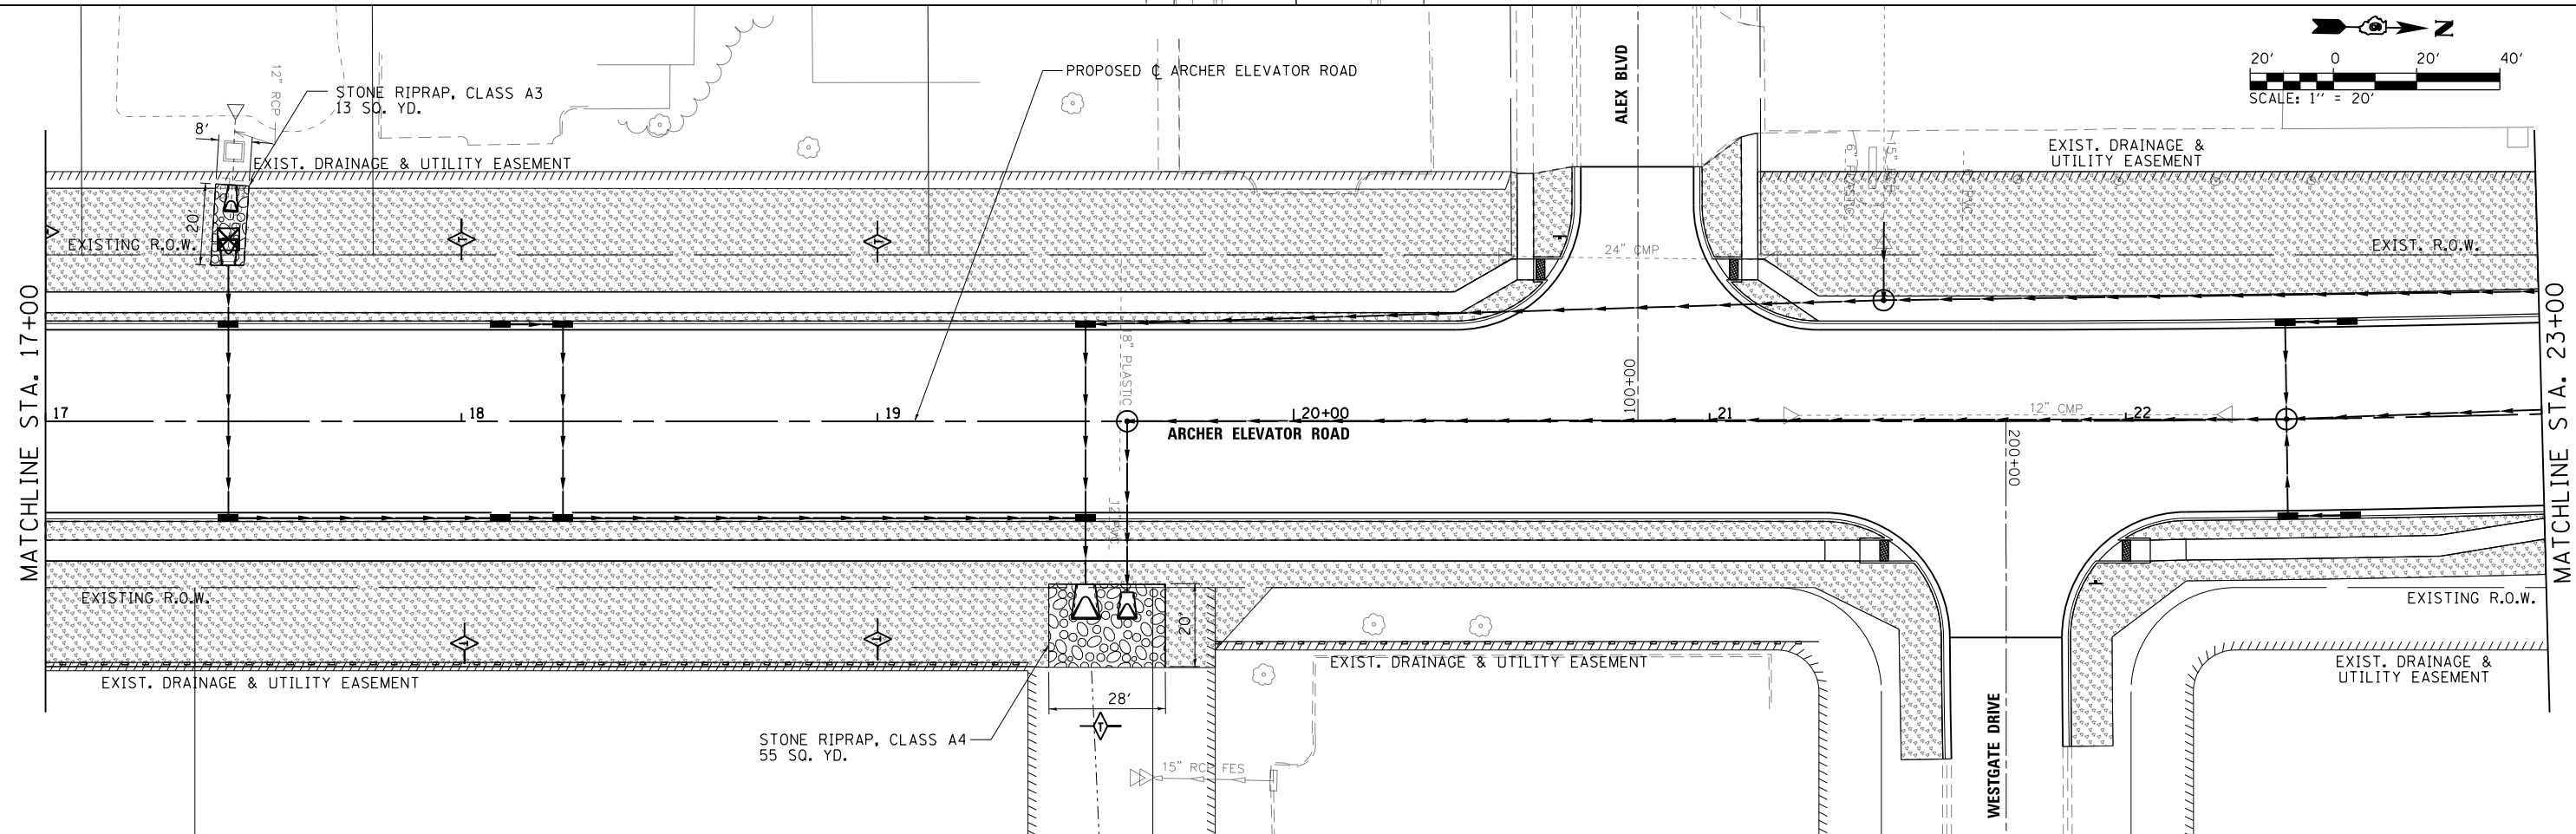 PROPOSED ℄ ARCHER ELEVATOR ROAD
ALEX BLVD
N
20' 0 20' 40'
SCALE: 1" = 20'
12" RCP
STONE RIPRAP, CLASS A3
13 SQ. YD.
8'
EXIST. DRAINAGE & UTILITY EASEMENT
EXIST. DRAINAGE &
UTILITY EASEMENT
20'
EXISTING R.O.W.
24" CMP
EXIST. R.O.W.
MATCHLINE STA. 17+00
MATCHLINE STA. 23+00
100+00
17
18
19
20+00
21
22
12" CMP
ARCHER ELEVATOR ROAD
200+00
EXISTING R.O.W.
EXISTING R.O.W.
20'
EXIST. DRAINAGE & UTILITY EASEMENT
EXIST. DRAINAGE & UTILITY EASEMENT
EXIST. DRAINAGE &
UTILITY EASEMENT
28'
STONE RIPRAP, CLASS A4
55 SQ. YD.
15" RCP FES
WESTGATE DRIVE